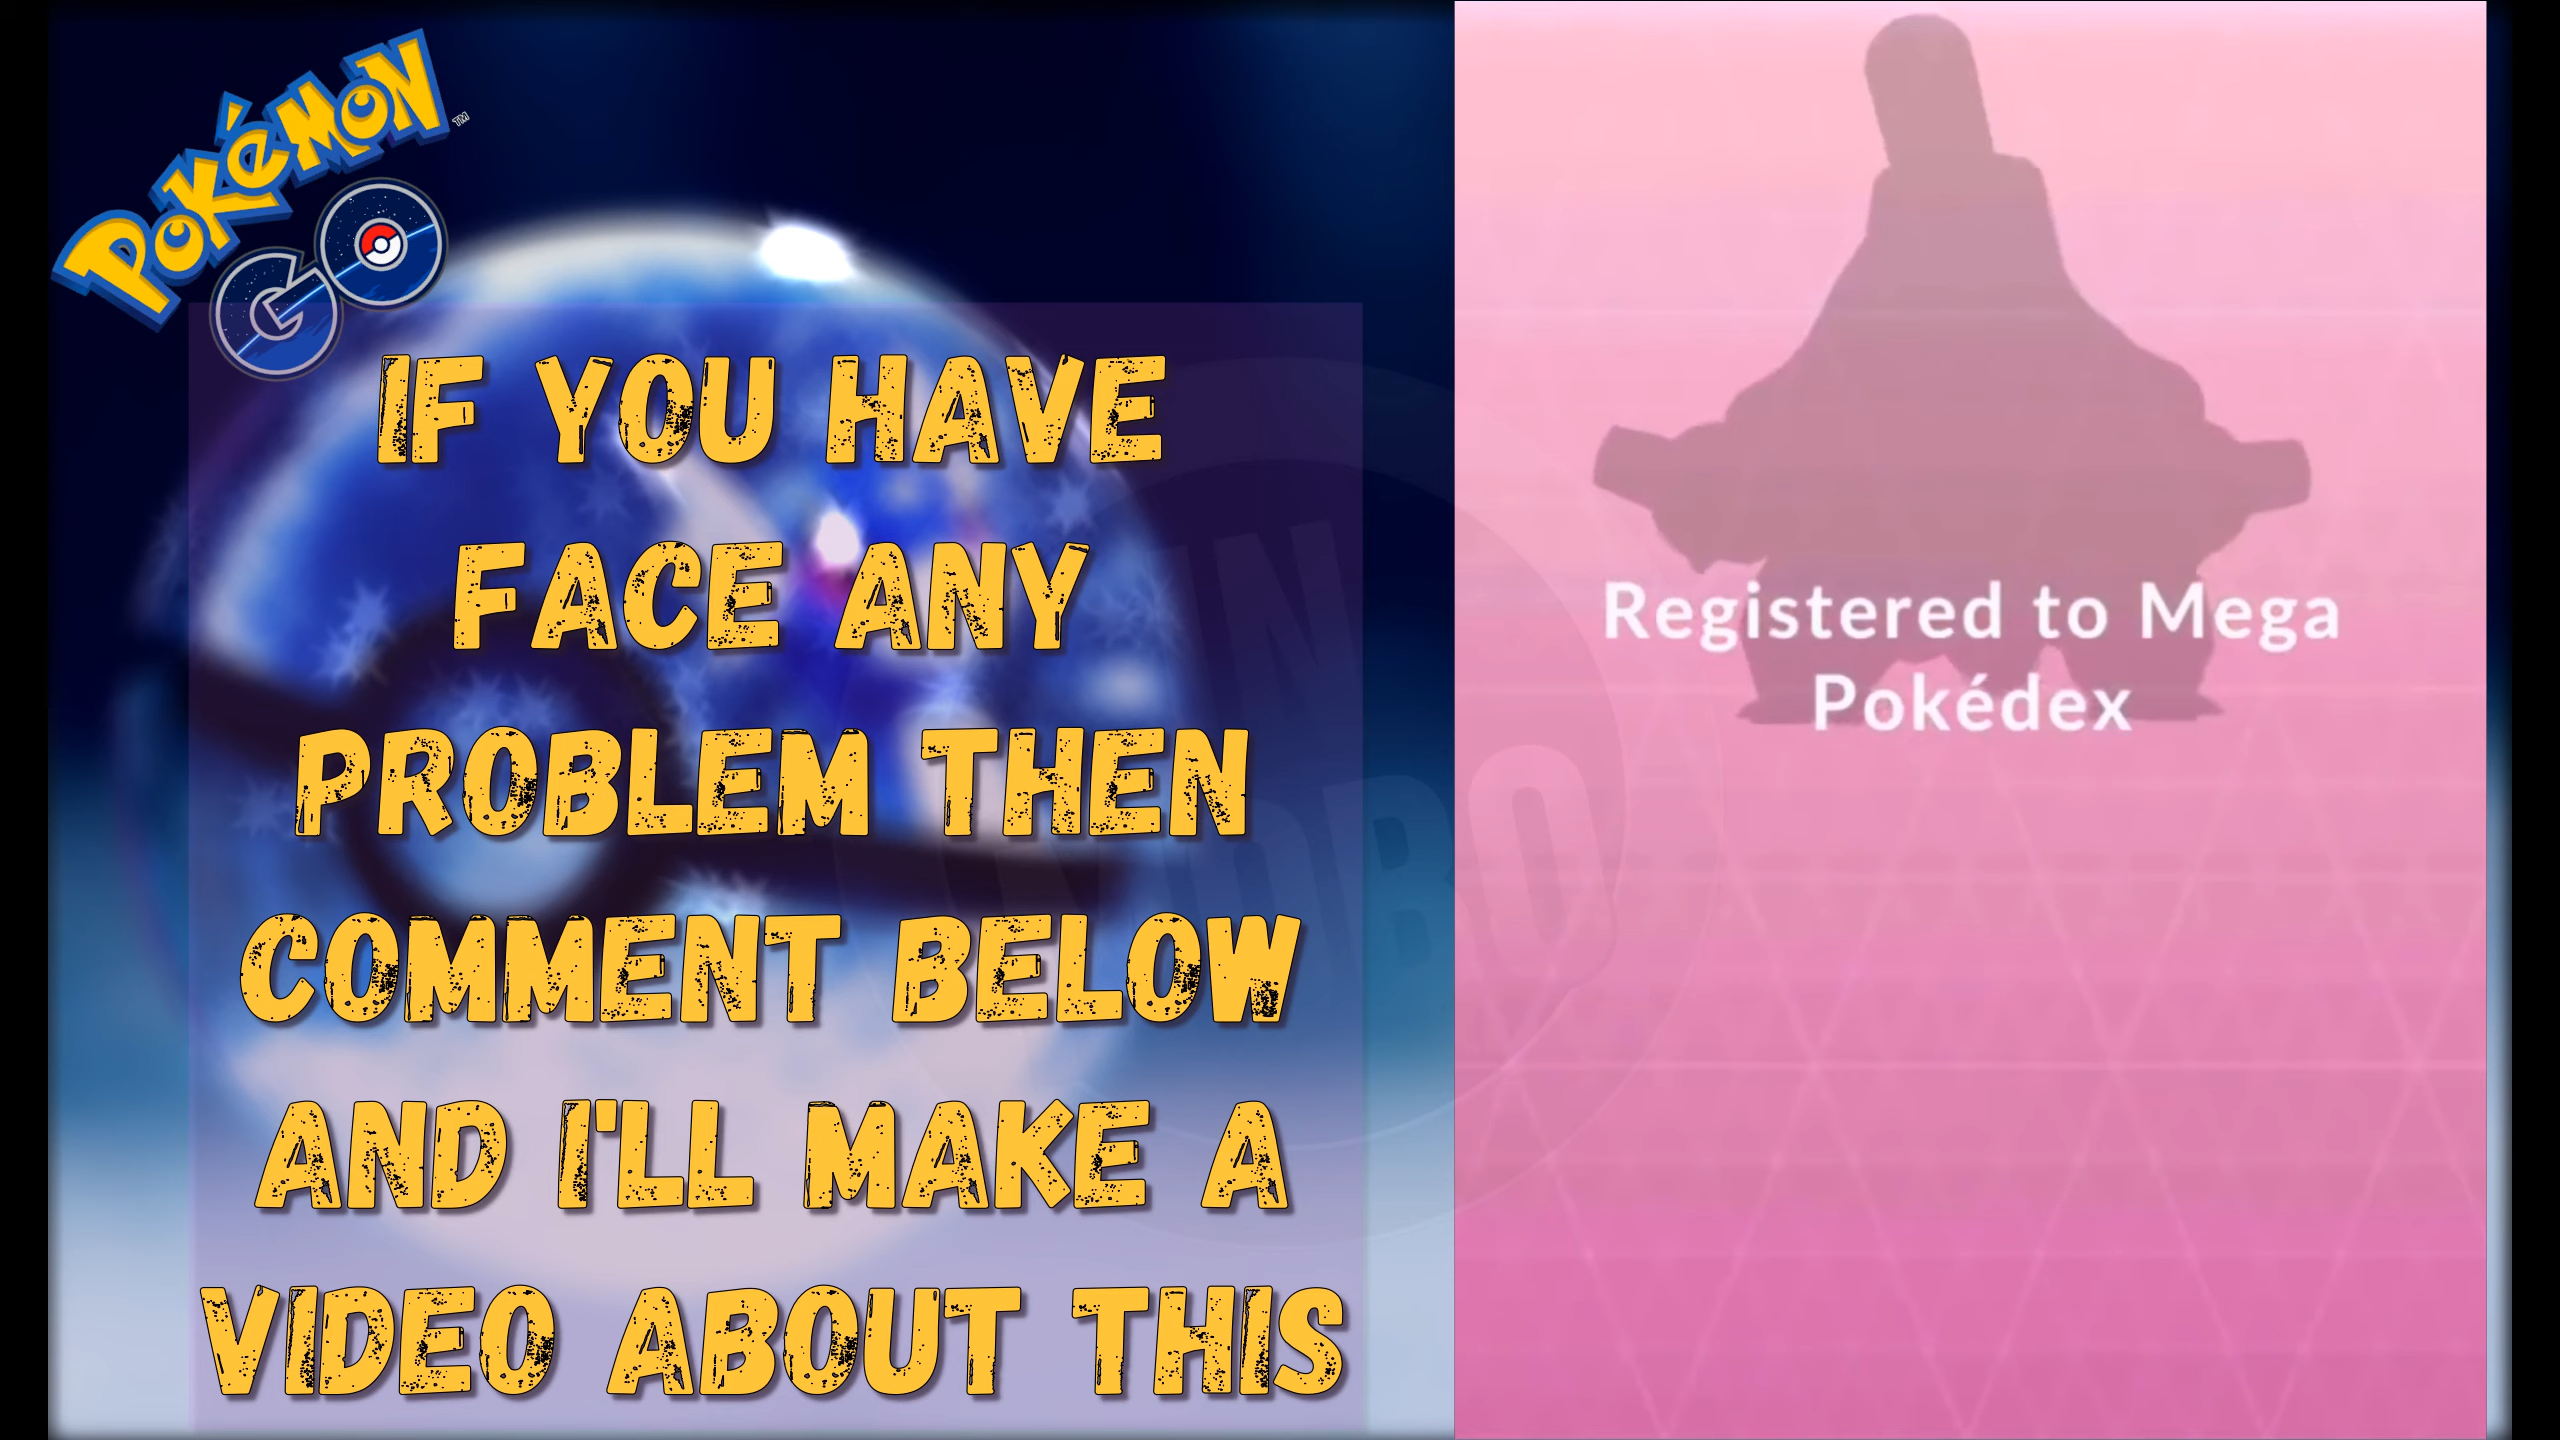 Pokémon
TM
GO
IF YOU HAVE
FACE ANY
PROBLEM THEN
COMMENT BELOW
AND I'LL MAKE A
VIDEO ABOUT THIS
Registered to Mega
Pokédex